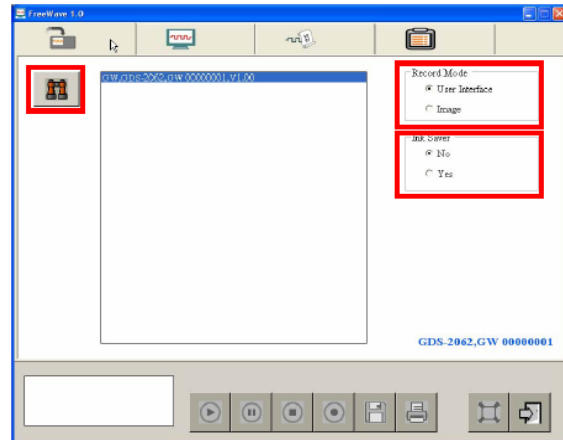 FreeWave 1.0
GW,GDS-2062,GW 00000001,V1.00
Record Mode
User Interface
Image
Ink Saver
No
Yes
GDS-2062,GW 00000001